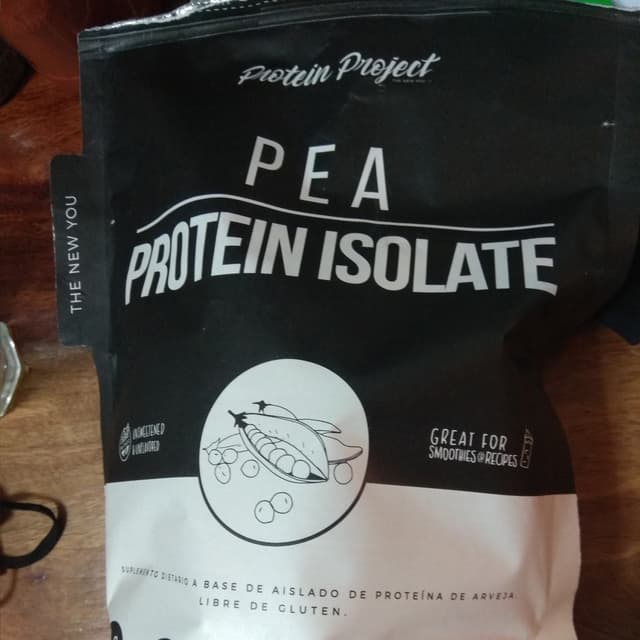 Protein Project
PEA
PROTEIN ISOLATE
THE NEW YOU
UNSWEETENED
& UNFLAVORED
GREAT FOR
SMOOTHIES & RECIPES
SUPLEMENTO DIETARIO A BASE DE AISLADO DE PROTEÍNA DE ARVEJA.
LIBRE DE GLUTEN.